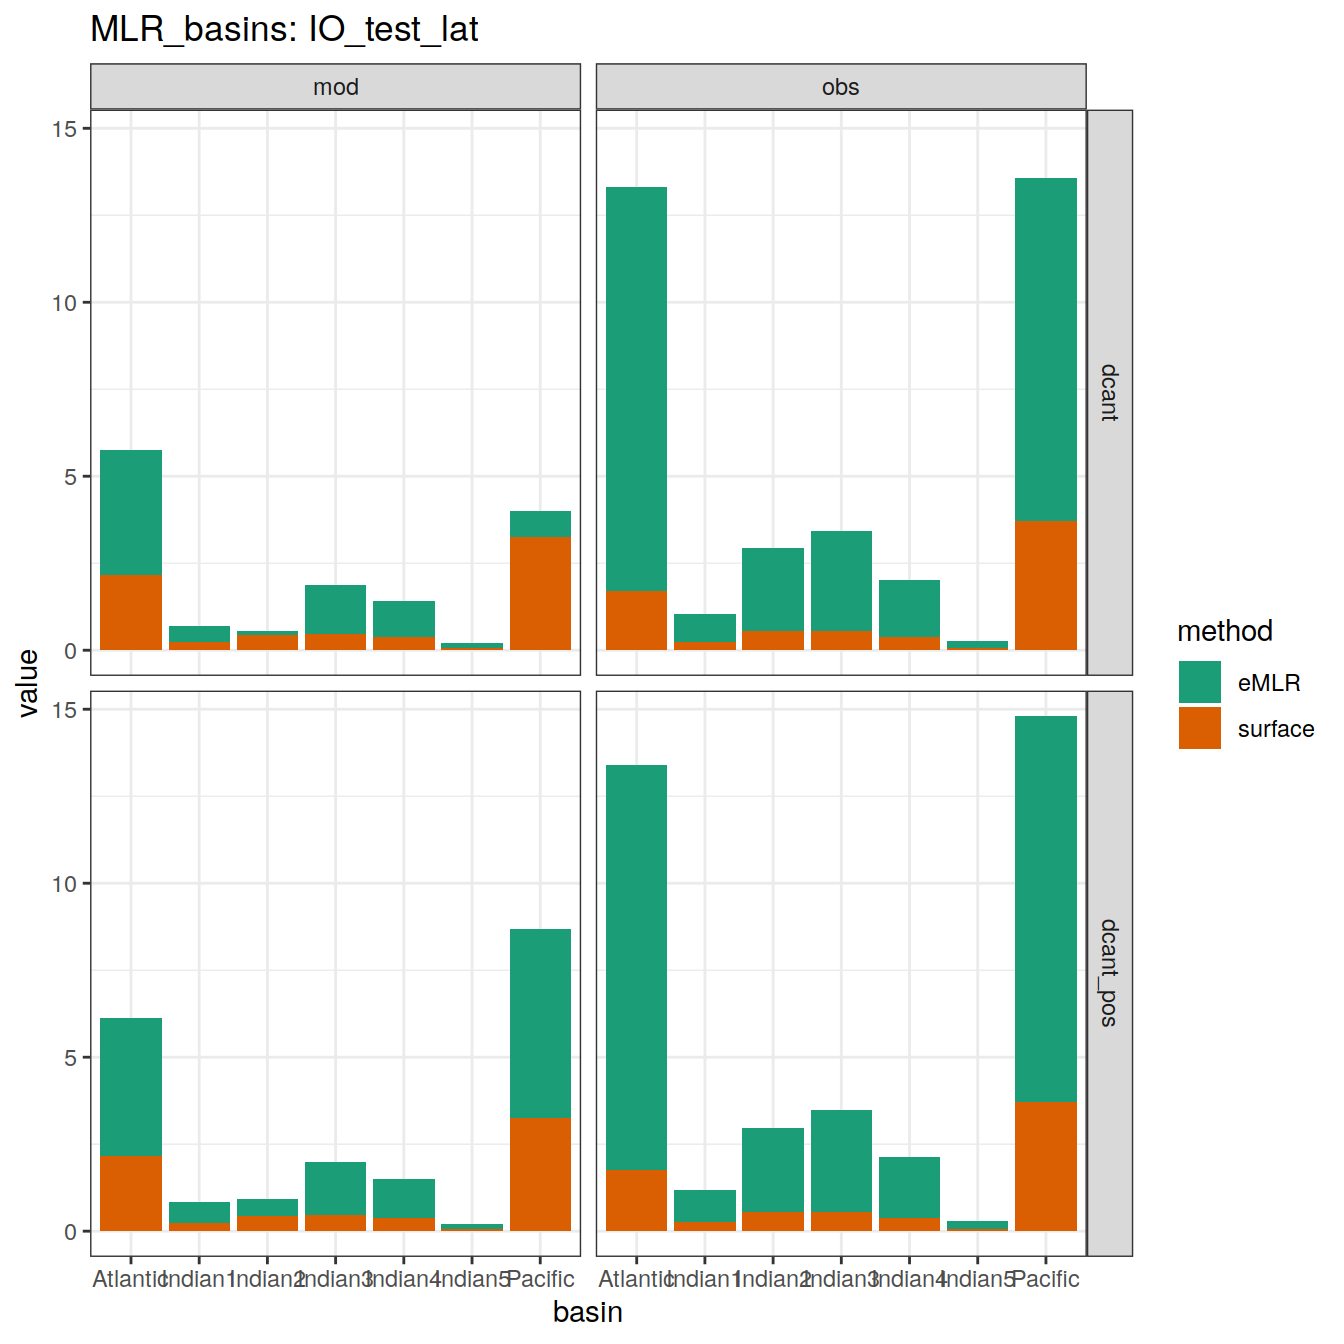 MLR_basins: IO_test_lat
mod
obs
15
10
5
0
dcant
15
10
5
0
dcant_pos
value
Atlantic Indian1 Indian2 Indian3 Indian4 Indian5 Pacific
Atlantic Indian1 Indian2 Indian3 Indian4 Indian5 Pacific
basin
method
eMLR
surface